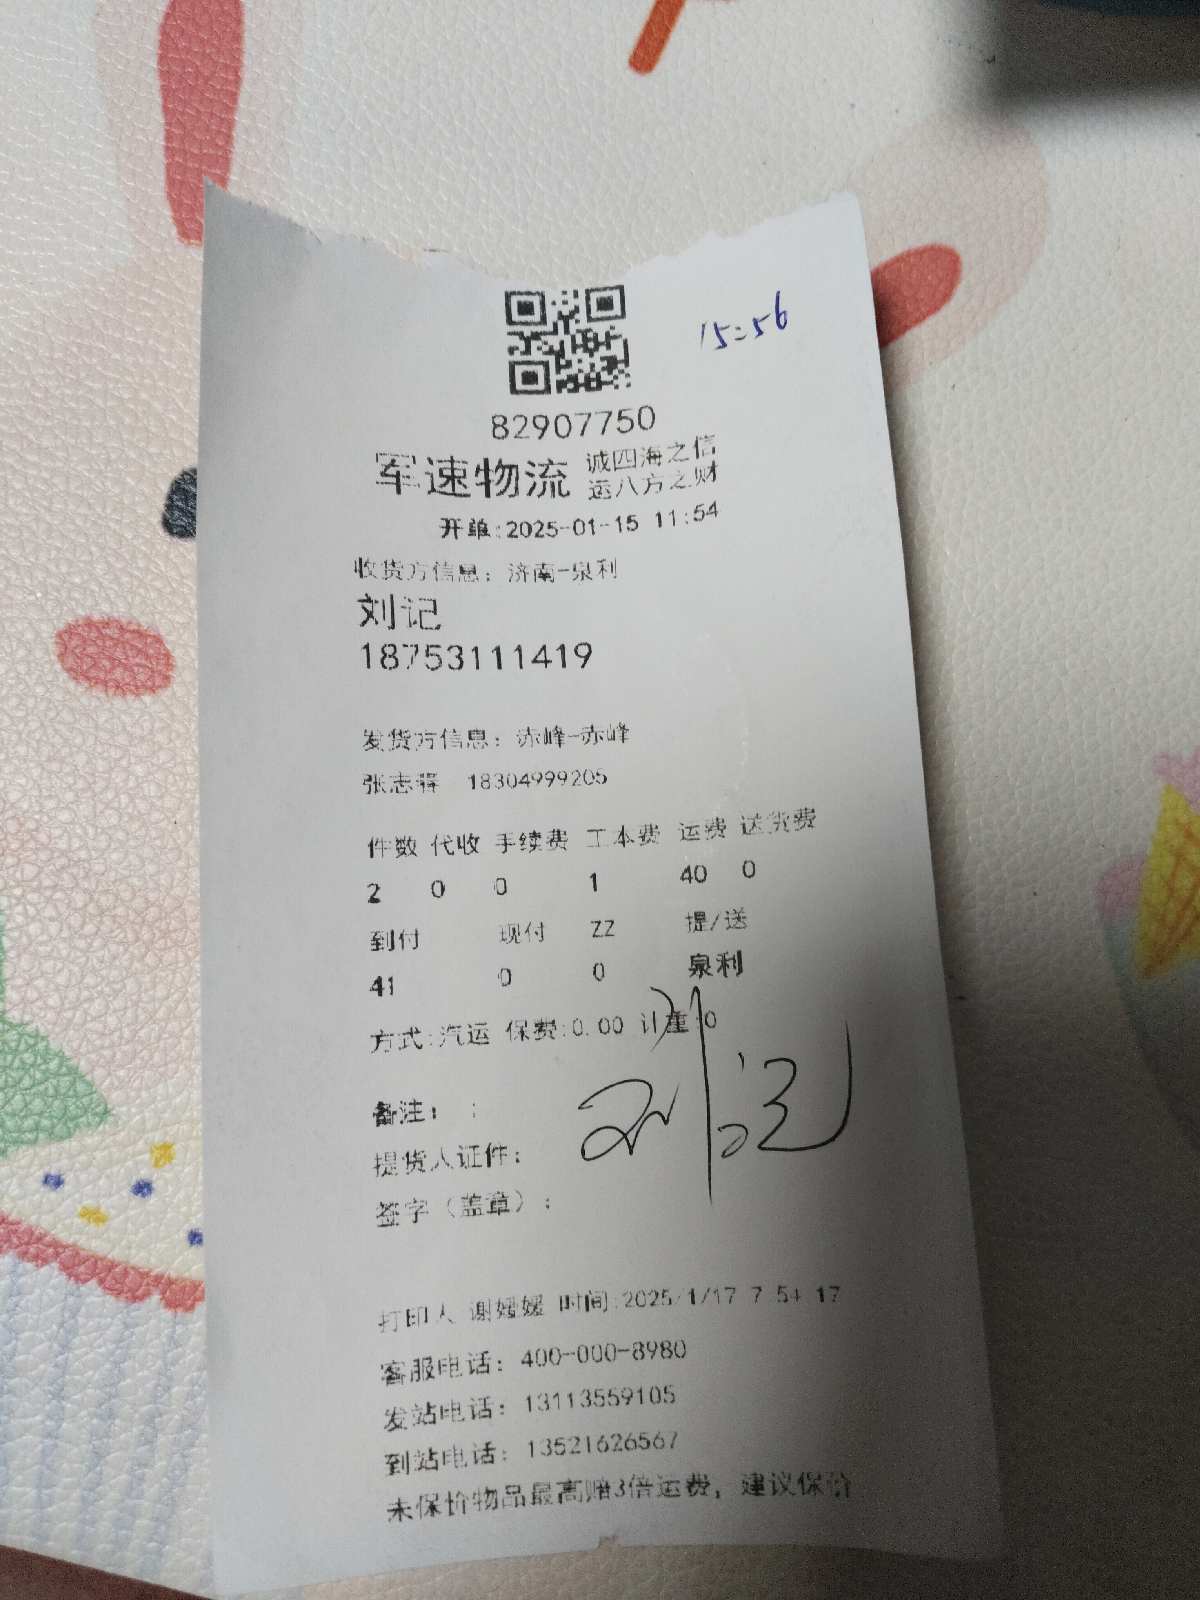 15:56
82907750
军速物流 诚四海之信
运八方之财
开单:2025-01-15 11:54
收货方信息：济南-泉利
刘记
18753111419
发货方信息：赤峰-赤峰
张志春 18304999205
件数 代收 手续费 工本费 运费 送货费
2 0 0 1 40 0
到付 现付 ZZ 提/送
41 0 0 泉利
方式:汽运 保费:0.00 计重:0
刘记
备注： :
提货人证件：
签字（盖章）：
打印人 谢媛媛 时间:2025/1/17 7:54:17
客服电话：400-000-8980
发站电话：13113559105
到站电话：13521626567
未保价物品最高赔3倍运费，建议保价